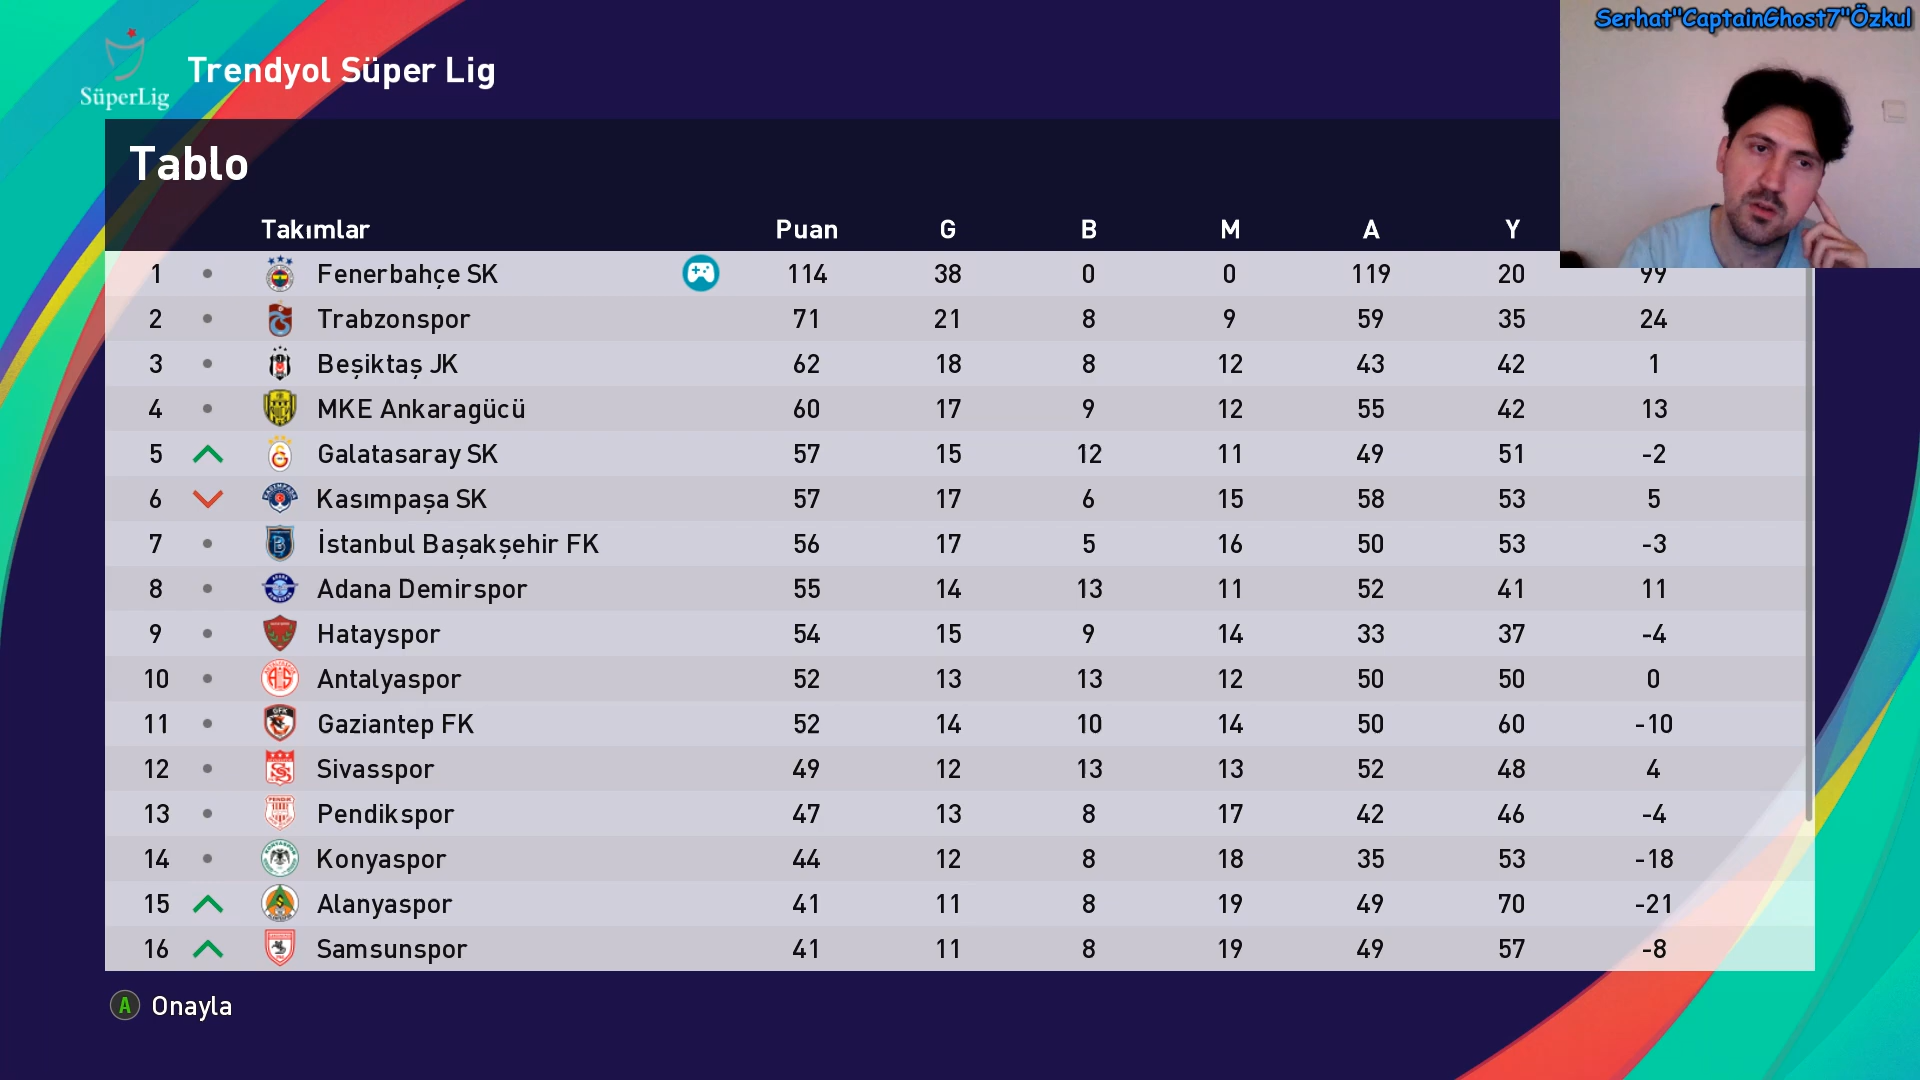 Serhat"CaptainGhost7"Özkul
SüperLig
Trendyol Süper Lig
Tablo
Takımlar Puan G B M A Y
1 Fenerbahçe SK 114 38 0 0 119 20 99
2 Trabzonspor 71 21 8 9 59 35 24
3 Beşiktaş JK 62 18 8 12 43 42 1
4 MKE Ankaragücü 60 17 9 12 55 42 13
5 Galatasaray SK 57 15 12 11 49 51 -2
6 Kasımpaşa SK 57 17 6 15 58 53 5
7 İstanbul Başakşehir FK 56 17 5 16 50 53 -3
8 Adana Demirspor 55 14 13 11 52 41 11
9 Hatayspor 54 15 9 14 33 37 -4
10 Antalyaspor 52 13 13 12 50 50 0
11 Gaziantep FK 52 14 10 14 50 60 -10
12 Sivasspor 49 12 13 13 52 48 4
13 Pendikspor 47 13 8 17 42 46 -4
14 Konyaspor 44 12 8 18 35 53 -18
15 Alanyaspor 41 11 8 19 49 70 -21
16 Samsunspor 41 11 8 19 49 57 -8
A Onayla